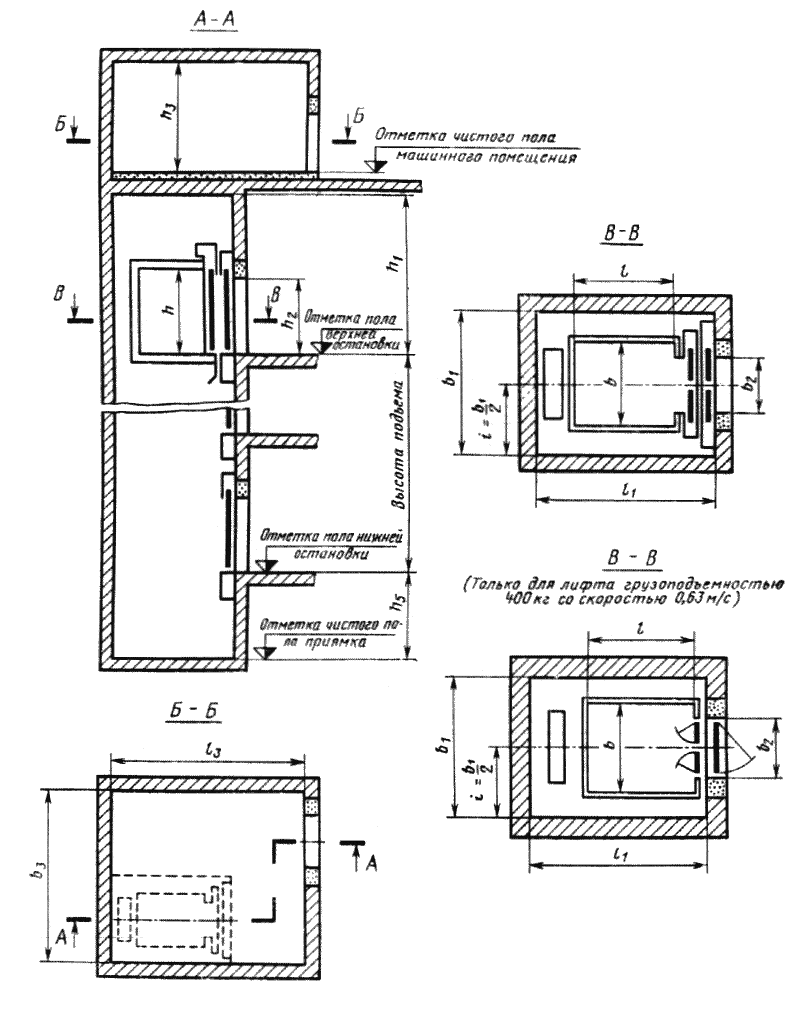 А-А
h₃
Б
Б
Отметка чистого пола
машинного помещения
В
В
h
h₂
h₁
Отметка пола
верхней
остановки
Высота подъема
Отметка пола нижней
остановки
h₅
Отметка чистого по-
ла приямка
В-В
l
b₁
i = b₁/2
b
b₂
l₁
В - В
(Только для лифта грузоподъемностью
400 кг со скоростью 0,63 м/с)
l
b₁
i = b₁/2
b
b₂
l₁
Б - Б
l₃
b₃
А
А